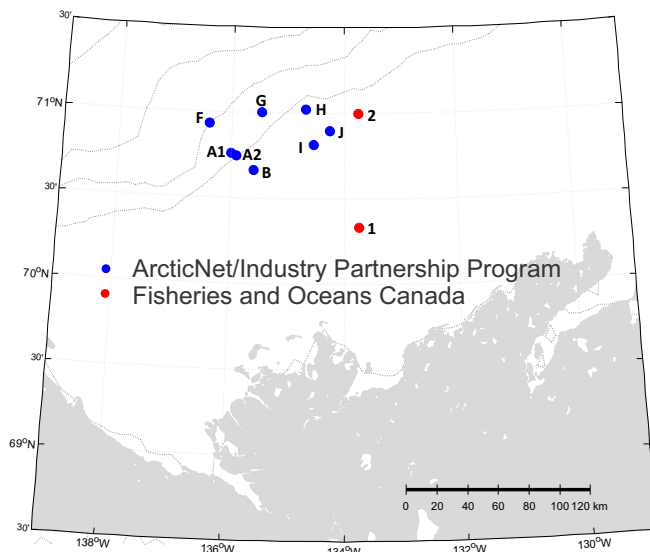 30'
71°N
F
G
H
2
J
A1
A2
I
B
30'
1
70°N
ArcticNet/Industry Partnership Program
Fisheries and Oceans Canada
30'
69°N
0 20 40 60 80 100 120 km
30'
138°W 136°W 134°W 132°W 130°W